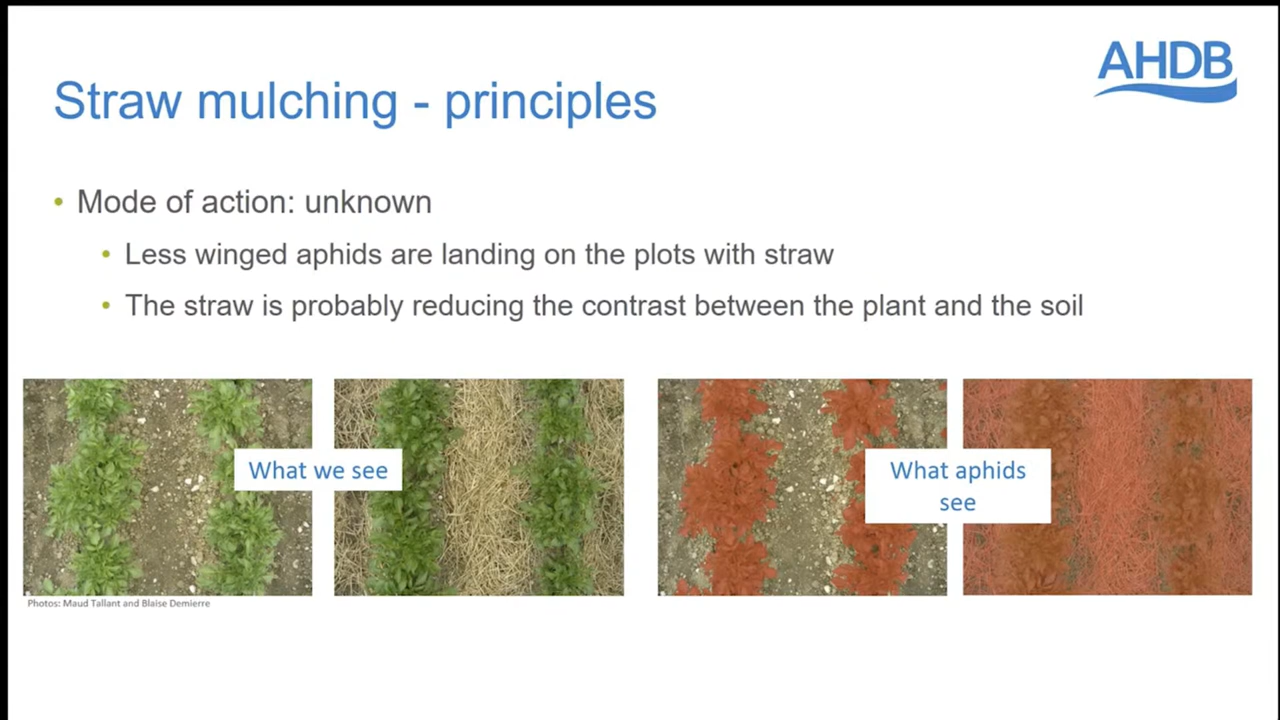 AHDB
Straw mulching - principles
• Mode of action: unknown
• Less winged aphids are landing on the plots with straw
• The straw is probably reducing the contrast between the plant and the soil
What we see
What aphids
see
Photos: Maud Tallant and Blaise Demierre